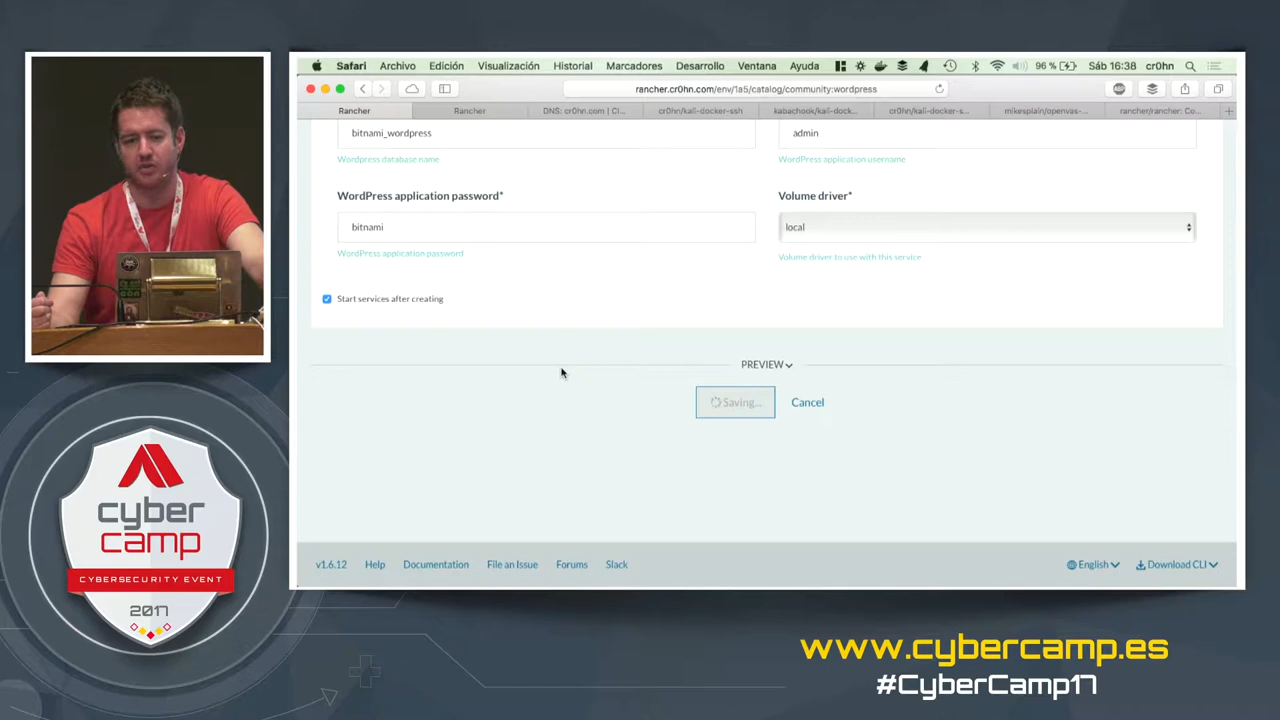 Safari Archivo Edición Visualización Historial Marcadores Desarrollo Ventana Ayuda 96 % Sáb 16:38 cr0hn
rancher.cr0hn.com/env/1a5/catalog/community:wordpress
Rancher Rancher DNS: cr0hn.com | Cl... cr0hn/kali-docker-ssh kabachook/kali-dock... cr0hn/kali-docker-s... mikesplain/openvas-... rancher/rancher: Co...
bitnami_wordpress admin
Wordpress database name WordPress application username
WordPress application password* Volume driver*
bitnami local
WordPress application password Volume driver to use with this service
Start services after creating
PREVIEW
Saving... Cancel
v1.6.12 Help Documentation File an Issue Forums Slack English Download CLI
cyber
camp
CYBERSECURITY EVENT
2017
www.cybercamp.es
#CyberCamp17